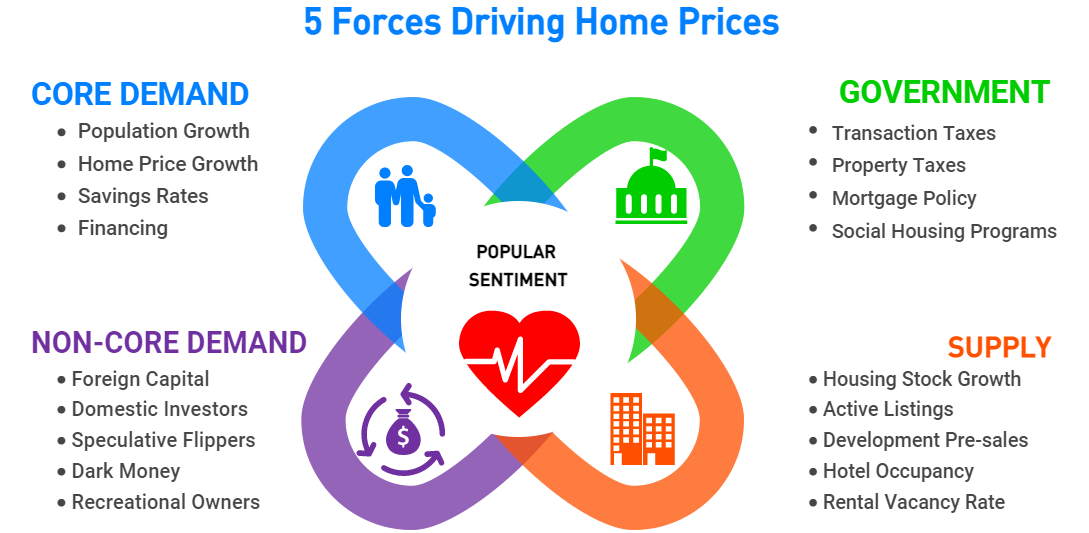 5 Forces Driving Home Prices
CORE DEMAND
• Population Growth
• Home Price Growth
• Savings Rates
• Financing
GOVERNMENT
• Transaction Taxes
• Property Taxes
• Mortgage Policy
• Social Housing Programs
POPULAR
SENTIMENT
NON-CORE DEMAND
• Foreign Capital
• Domestic Investors
• Speculative Flippers
• Dark Money
• Recreational Owners
$
SUPPLY
• Housing Stock Growth
• Active Listings
• Development Pre-sales
• Hotel Occupancy
• Rental Vacancy Rate